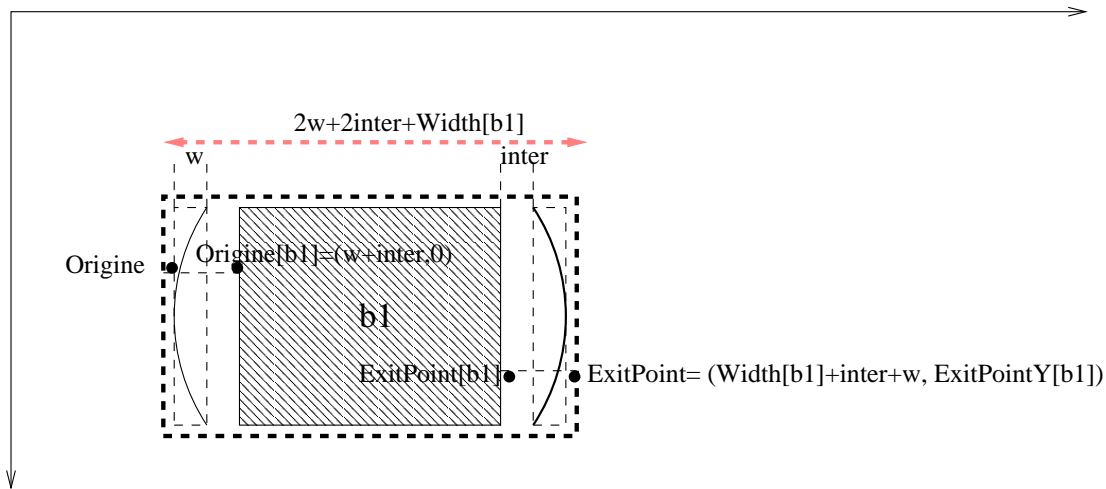 2w+2inter+Width[b1]
w
inter
Origine[b1]=(w+inter,0)
Origine
b1
ExitPoint[b1]
ExitPoint= (Width[b1]+inter+w, ExitPointY[b1])